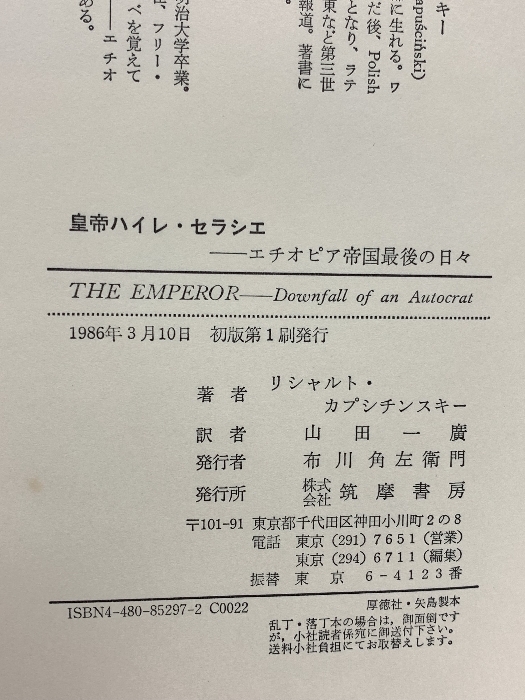 キー
apuściński)
に生れる。ワ
だ後、Polish
となり、ラテ
東など第三世
報道。著書に
。
明治大学卒業。
、フリー・
べを覚えて
――エチオ
ある。
皇帝ハイレ・セラシエ
――エチオピア帝国最後の日々
THE EMPEROR――Downfall of an Autocrat
1986年3月10日 初版第1刷発行
著者 リシャルト・
カプシチンスキー
訳者 山田一廣
発行者 布川角左衛門
発行所 株式会社 筑摩書房
〒101-91 東京都千代田区神田小川町2の8
電話 東京(291)7651(営業)
東京(294)6711(編集)
振替 東京 6-4123番
ISBN4-480-85297-2 C0022
厚徳社・矢島製本
乱丁・落丁本の場合は，御面倒です
が，小社読者係宛に御送付下さい。
送料小社負担にてお取替えします。